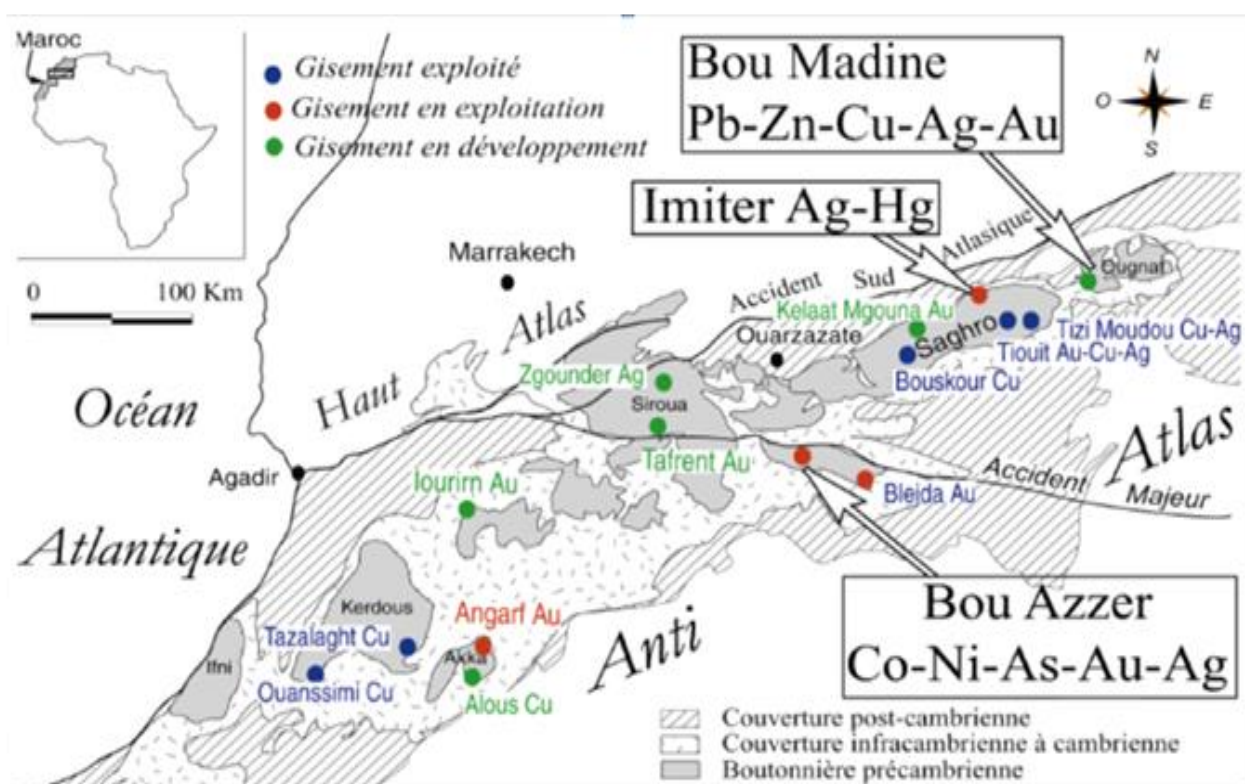 Maroc
Gisement exploité
Gisement en exploitation
Gisement en développement
Bou Madine
Pb-Zn-Cu-Ag-Au
N
O
E
S
Imiter Ag-Hg
0 100 Km
Marrakech
Accident Sud Atlasique
Ougnat
Kelaat Mgouna Au
Saghro
Tizi Moudou Cu-Ag
Tiouit Au-Cu-Ag
Bouskour Cu
Ouarzazate
Haut Atlas
Zgounder Ag
Siroua
Tafrent Au
Océan
Atlantique
Agadir
Iourirn Au
Accident Majeur
Blejda Au
Anti Atlas
Bou Azzer
Co-Ni-As-Au-Ag
Kerdous
Tazalaght Cu
Angarf Au
Akka
Ifni
Ouanssimi Cu
Alous Cu
Couverture post-cambrienne
Couverture infracambrienne à cambrienne
Boutonnière précambrienne